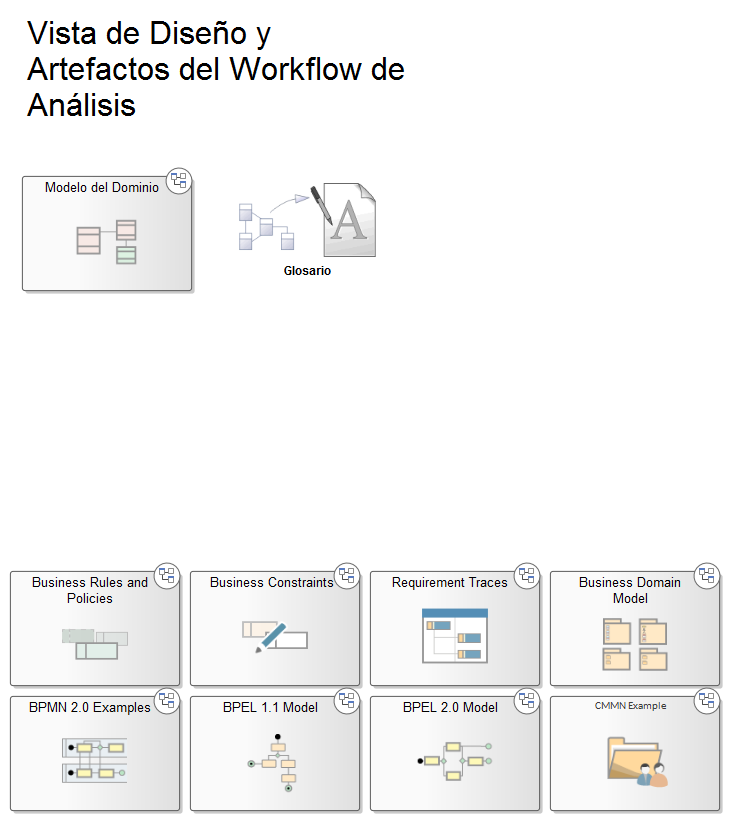 Vista de Diseño y
Artefactos del Workflow de
Análisis
Modelo del Dominio
A
Glosario
Business Rules and
Policies
Business Constraints
Requirement Traces
Business Domain
Model
BPMN 2.0 Examples
BPEL 1.1 Model
BPEL 2.0 Model
CMMN Example